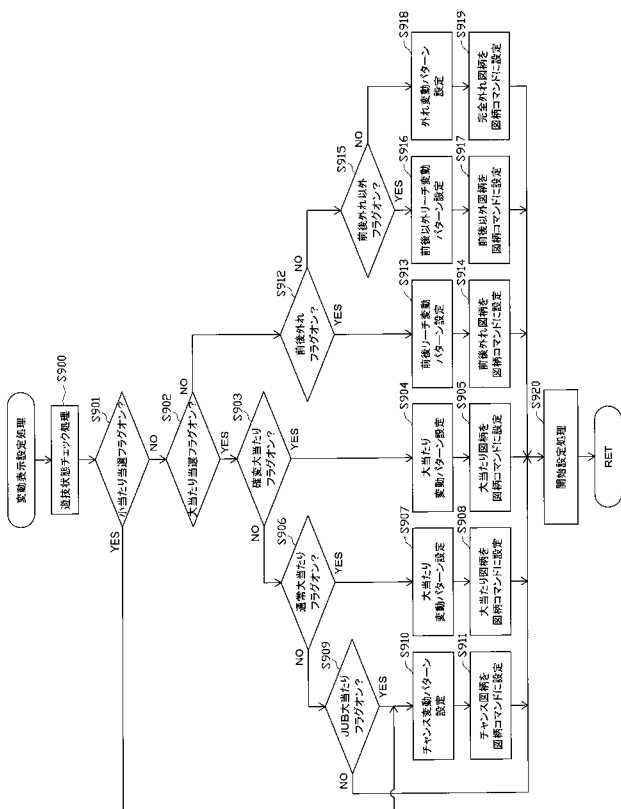 変動表示設定処理
S900
遊技状態チェック処理
S901
小当たり当選フラグオン?
YES
NO
S902
大当たり当選フラグオン?
NO
YES
S903
確変大当たり
フラグオン?
NO
YES
S904
大当たり
変動パターン設定
S905
大当たり図柄を
図柄コマンドに設定
S906
通常大当たり
フラグオン?
NO
YES
S907
大当たり
変動パターン設定
S908
大当たり図柄を
図柄コマンドに設定
S909
JUB大当たり
フラグオン?
NO
YES
S910
チャンス変動パターン
設定
S911
チャンス図柄を
図柄コマンドに設定
S912
前後外れ
フラグオン?
NO
YES
S913
前後リーチ変動
パターン設定
S914
前後外れ図柄を
図柄コマンドに設定
S915
前後外れ以外
フラグオン?
NO
YES
S916
前後以外リーチ変動
パターン設定
S917
前後以外図柄を
図柄コマンドに設定
S918
外れ変動パターン
設定
S919
完全外れ図柄を
図柄コマンドに設定
S920
開始設定処理
RET